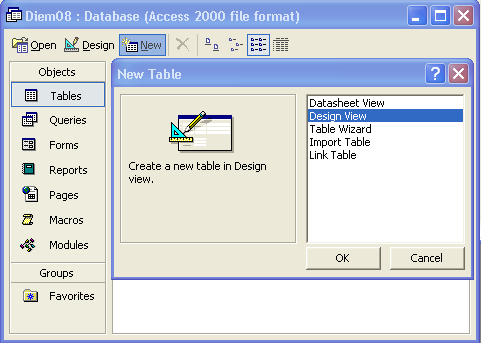 Diem08 : Database (Access 2000 file format)
Open Design New
Objects
Tables
Queries
Forms
Reports
Pages
Macros
Modules
Groups
Favorites
New Table
Create a new table in Design
view.
Datasheet View
Design View
Table Wizard
Import Table
Link Table
OK Cancel